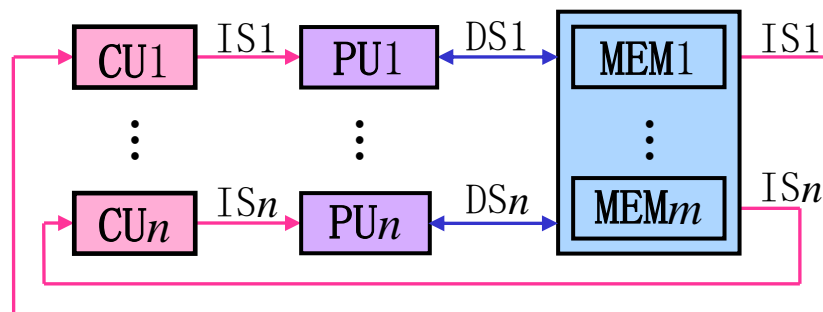 CU1 IS1 PU1 DS1 MEM1 IS1
CUn ISn PUn DSn MEMm ISn